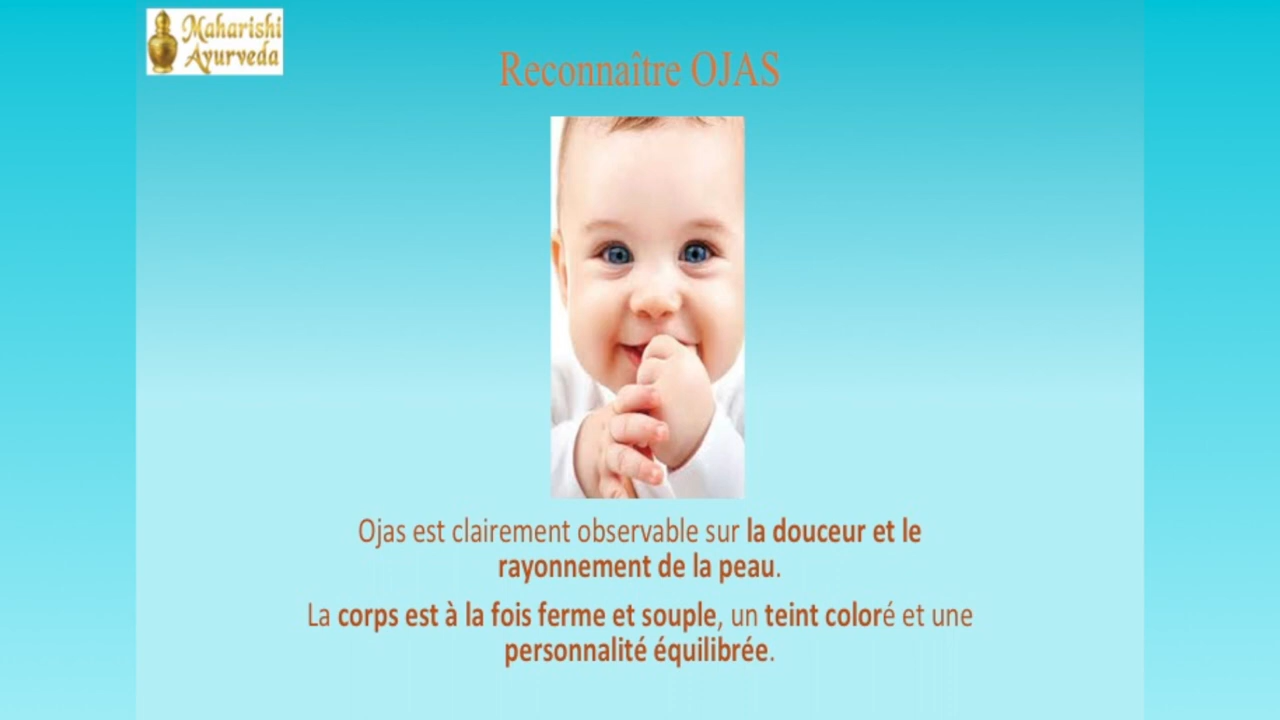 Maharishi
Ayurveda
Reconnaître OJAS
Ojas est clairement observable sur la douceur et le
rayonnement de la peau.
La corps est à la fois ferme et souple, un teint coloré et une
personnalité équilibrée.